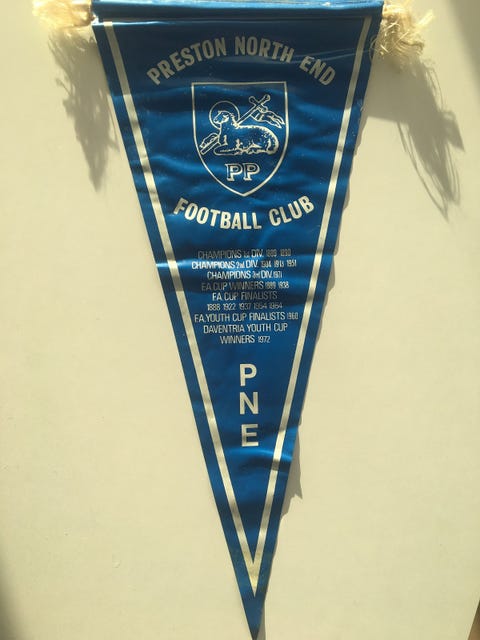 PRESTON NORTH END
PP
FOOTBALL CLUB
CHAMPIONS 1st DIV. 1889 1890
CHAMPIONS 2nd DIV. 1904 1913 1951
CHAMPIONS 3rd DIV. 1971
F.A. CUP WINNERS 1889 1938
F.A. CUP FINALISTS
1888 1922 1937 1954 1964
F.A. YOUTH CUP FINALISTS 1960
DAVENTRIA YOUTH CUP
WINNERS 1972
P
N
E